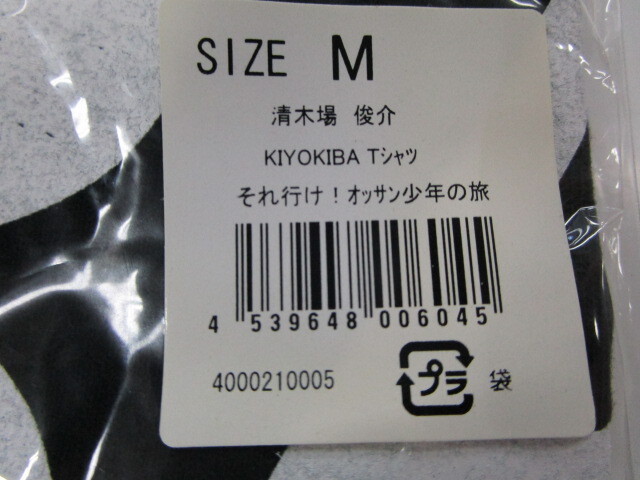 SIZE M
清木場 俊介
KIYOKIBA Tシャツ
それ行け！オッサン少年の旅
4 539648 006045
4000210005
プラ 袋